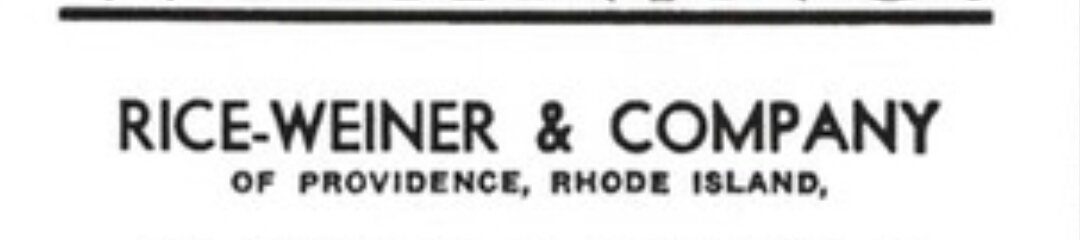 RICE-WEINER & COMPANY
OF PROVIDENCE, RHODE ISLAND,